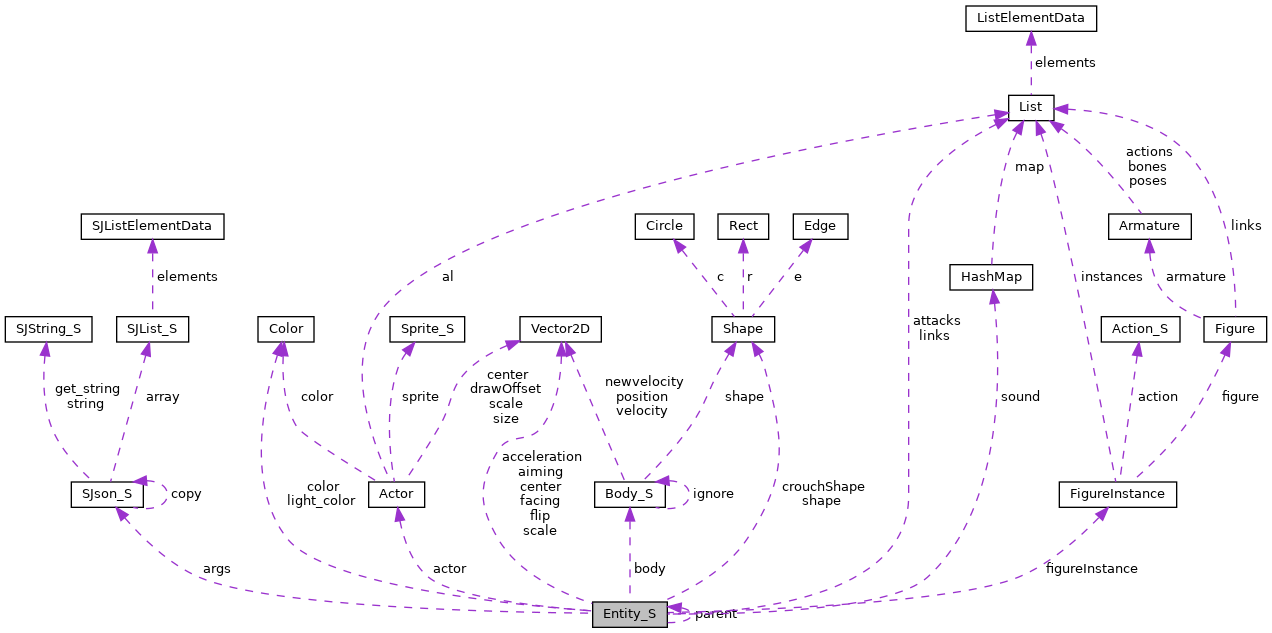 ListElementData
elements
List
actions
bones
poses
map
SJListElementData
Circle
Rect
Edge
Armature
links
elements
al
c
r
e
HashMap
instances
armature
SJString_S
SJList_S
Color
Sprite_S
Vector2D
Shape
attacks
links
Action_S
Figure
get_string
string
array
color
sprite
center
drawOffset
scale
size
newvelocity
position
velocity
shape
sound
action
figure
SJson_S
copy
color
light_color
Actor
acceleration
aiming
center
facing
flip
scale
Body_S
ignore
crouchShape
shape
FigureInstance
args
actor
body
figureInstance
Entity_S
parent